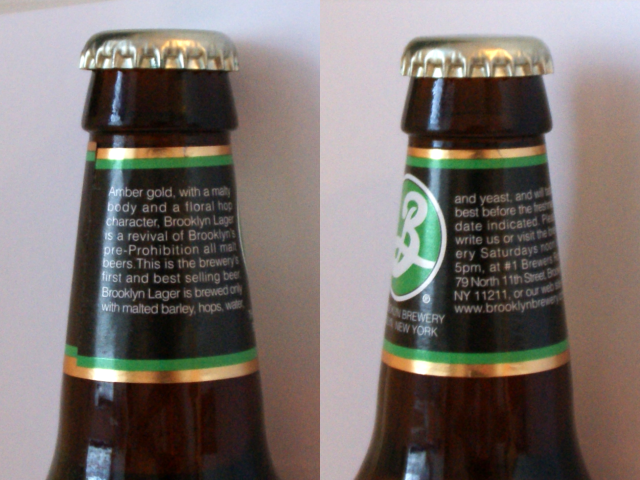 Amber gold, with a malty
body and a floral hop
character, Brooklyn Lager
is a revival of Brooklyn's
pre-Prohibition all malt
beers. This is the brewery's
first and best selling beer.
Brooklyn Lager is brewed only
with malted barley, hops, water,
B
®
BREWERY
NEW YORK
and yeast, and will
best before the
date indicated.
write us or visit the
ery Saturdays noon
5pm, at #1 Brewers
79 North 11th Street,
NY 11211, or our web
www.brooklynbrewery.